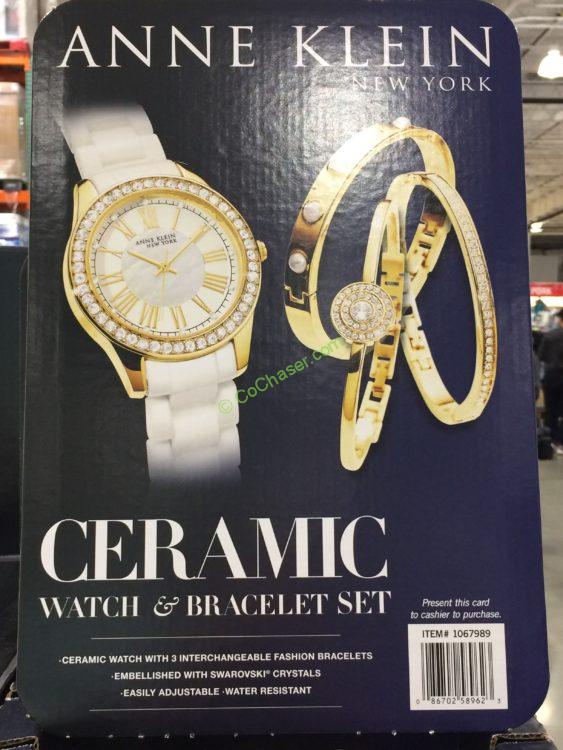 ANNE KLEIN
NEW YORK
ANNE KLEIN
NEW YORK
© CoChaser.com
CERAMIC
WATCH & BRACELET SET
Present this card
to cashier to purchase.
ITEM# 1067989
0 86702 58962 3
·CERAMIC WATCH WITH 3 INTERCHANGEABLE FASHION BRACELETS
·EMBELLISHED WITH SWAROVSKI® CRYSTALS
·EASILY ADJUSTABLE ·WATER RESISTANT